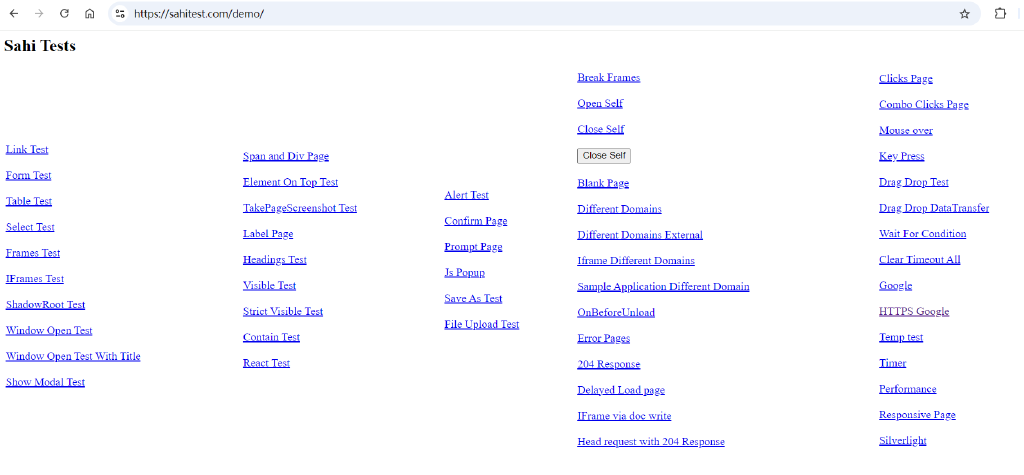 https://sahitest.com/demo/
Sahi Tests
Link Test
Form Test
Table Test
Select Test
Frames Test
IFrames Test
ShadowRoot Test
Window Open Test
Window Open Test With Title
Show Modal Test
Span and Div Page
Element On Top Test
TakePageScreenshot Test
Label Page
Headings Test
Visible Test
Strict Visible Test
Contain Test
React Test
Alert Test
Confirm Page
Prompt Page
Js Popup
Save As Test
File Upload Test
Break Frames
Open Self
Close Self
Close Self
Blank Page
Different Domains
Different Domains External
Iframe Different Domains
Sample Application Different Domain
OnBeforeUnload
Error Pages
204 Response
Delayed Load page
IFrame via doc write
Head request with 204 Response
Clicks Page
Combo Clicks Page
Mouse over
Key Press
Drag Drop Test
Drag Drop DataTransfer
Wait For Condition
Clear Timeout All
Google
HTTPS Google
Temp test
Timer
Performance
Responsive Page
Silverlight